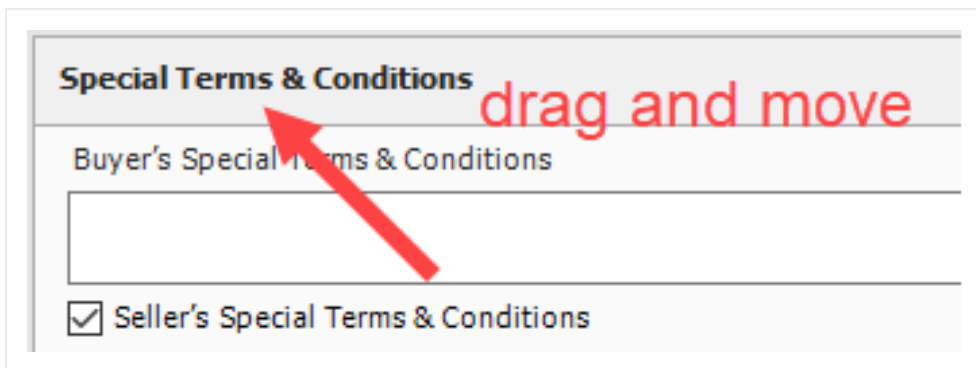 Special Terms & Conditions
drag and move
Buyer's Special Terms & Conditions
Seller's Special Terms & Conditions